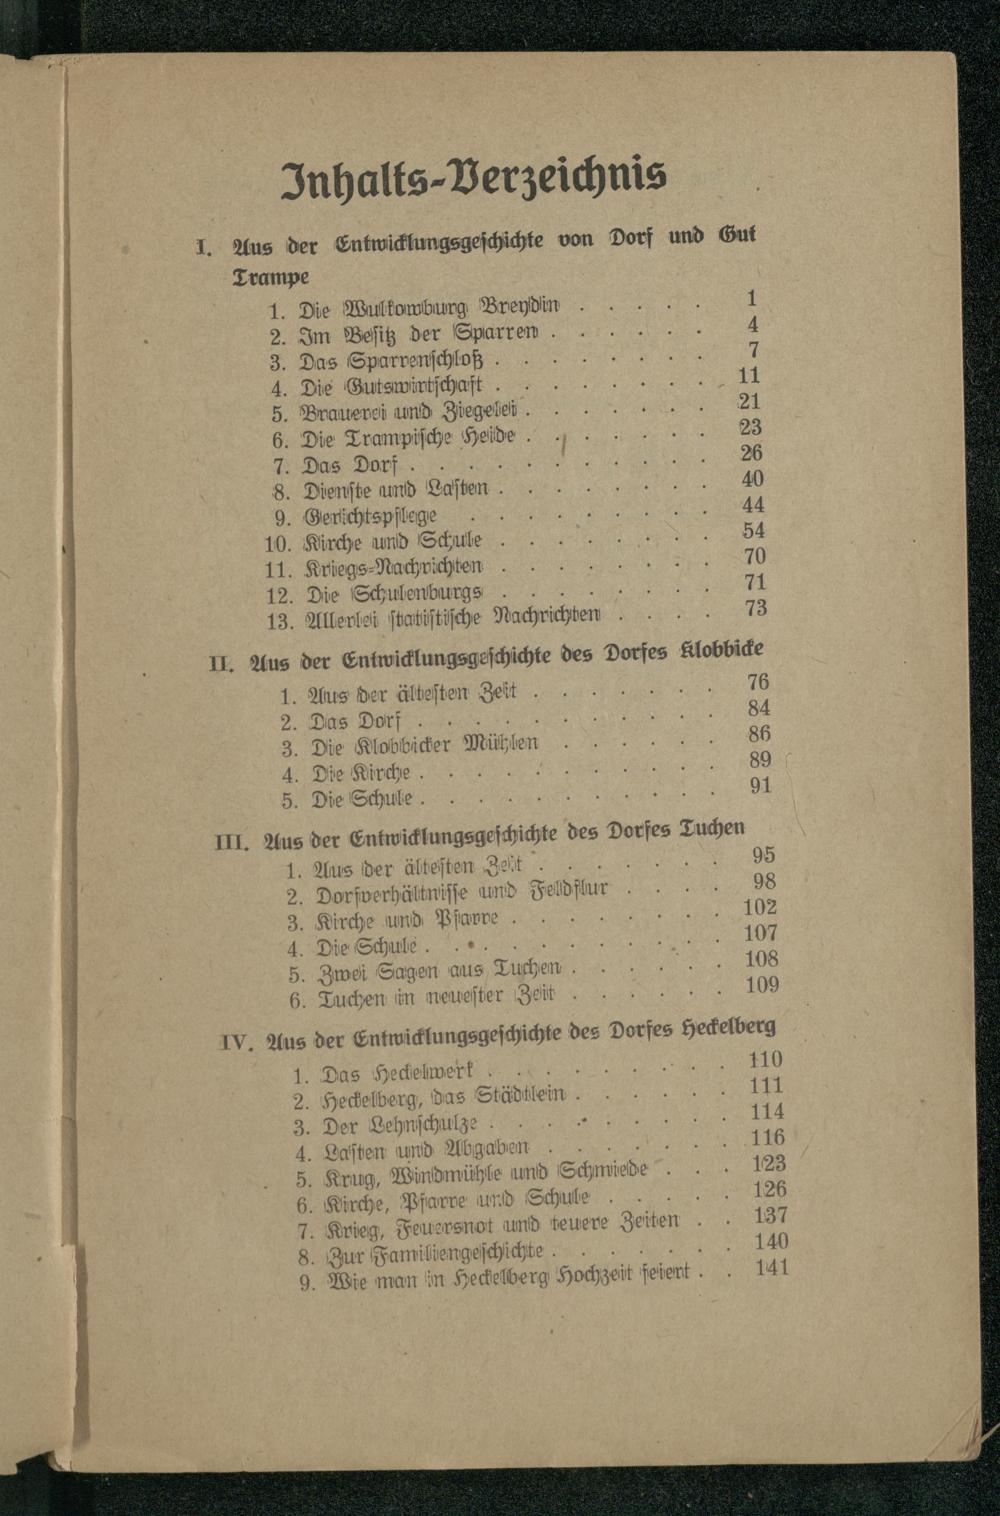 Inhalts-Verzeichnis
I. Aus der Entwicklungsgeschichte von Dorf und Gut
Trampe
1. Die Wulkowburg Breydin . . . . . 1
2. Im Besitz der Sparren . . . . . . 4
3. Das Sparrenschloß . . . . . . . . 7
4. Die Gutswirtschaft . . . . . . . . 11
5. Brauerei und Ziegelei . . . . . . . 21
6. Die Trampische Heide . . . . . . . 23
7. Das Dorf . . . . . . . . . . . 26
8. Dienste und Lasten . . . . . . . . 40
9. Gerichtspflege . . . . . . . . . 44
10. Kirche und Schule . . . . . . . . 54
11. Kriegs-Nachrichten . . . . . . . . 70
12. Die Schulenburgs . . . . . . . . 71
13. Allerlei statistische Nachrichten . . . . 73
II. Aus der Entwicklungsgeschichte des Dorfes Klobbicke
1. Aus der ältesten Zeit . . . . . . . 76
2. Das Dorf . . . . . . . . . . . 84
3. Die Klobbicker Mühlen . . . . . . 86
4. Die Kirche . . . . . . . . . . . 89
5. Die Schule . . . . . . . . . . . 91
III. Aus der Entwicklungsgeschichte des Dorfes Tuchen
1. Aus der ältesten Zeit . . . . . . . 95
2. Dorfverhältnisse und Feldflur . . . . 98
3. Kirche und Pfarre . . . . . . . . 102
4. Die Schule . . . . . . . . . . . 107
5. Zwei Sagen aus Tuchen . . . . . . 108
6. Tuchen in neuester Zeit . . . . . . 109
IV. Aus der Entwicklungsgeschichte des Dorfes Heckelberg
1. Das Heckelwerk . . . . . . . . . 110
2. Heckelberg, das Städtlein . . . . . . 111
3. Der Lehnschulze . . . . . . . . . 114
4. Lasten und Abgaben . . . . . . . 116
5. Krug, Windmühle und Schmiede . . . 123
6. Kirche, Pfarre und Schule . . . . . 126
7. Krieg, Feuersnot und teuere Zeiten . . 137
8. Zur Familiengeschichte . . . . . . . 140
9. Wie man in Heckelberg Hochzeit feiert . . 141